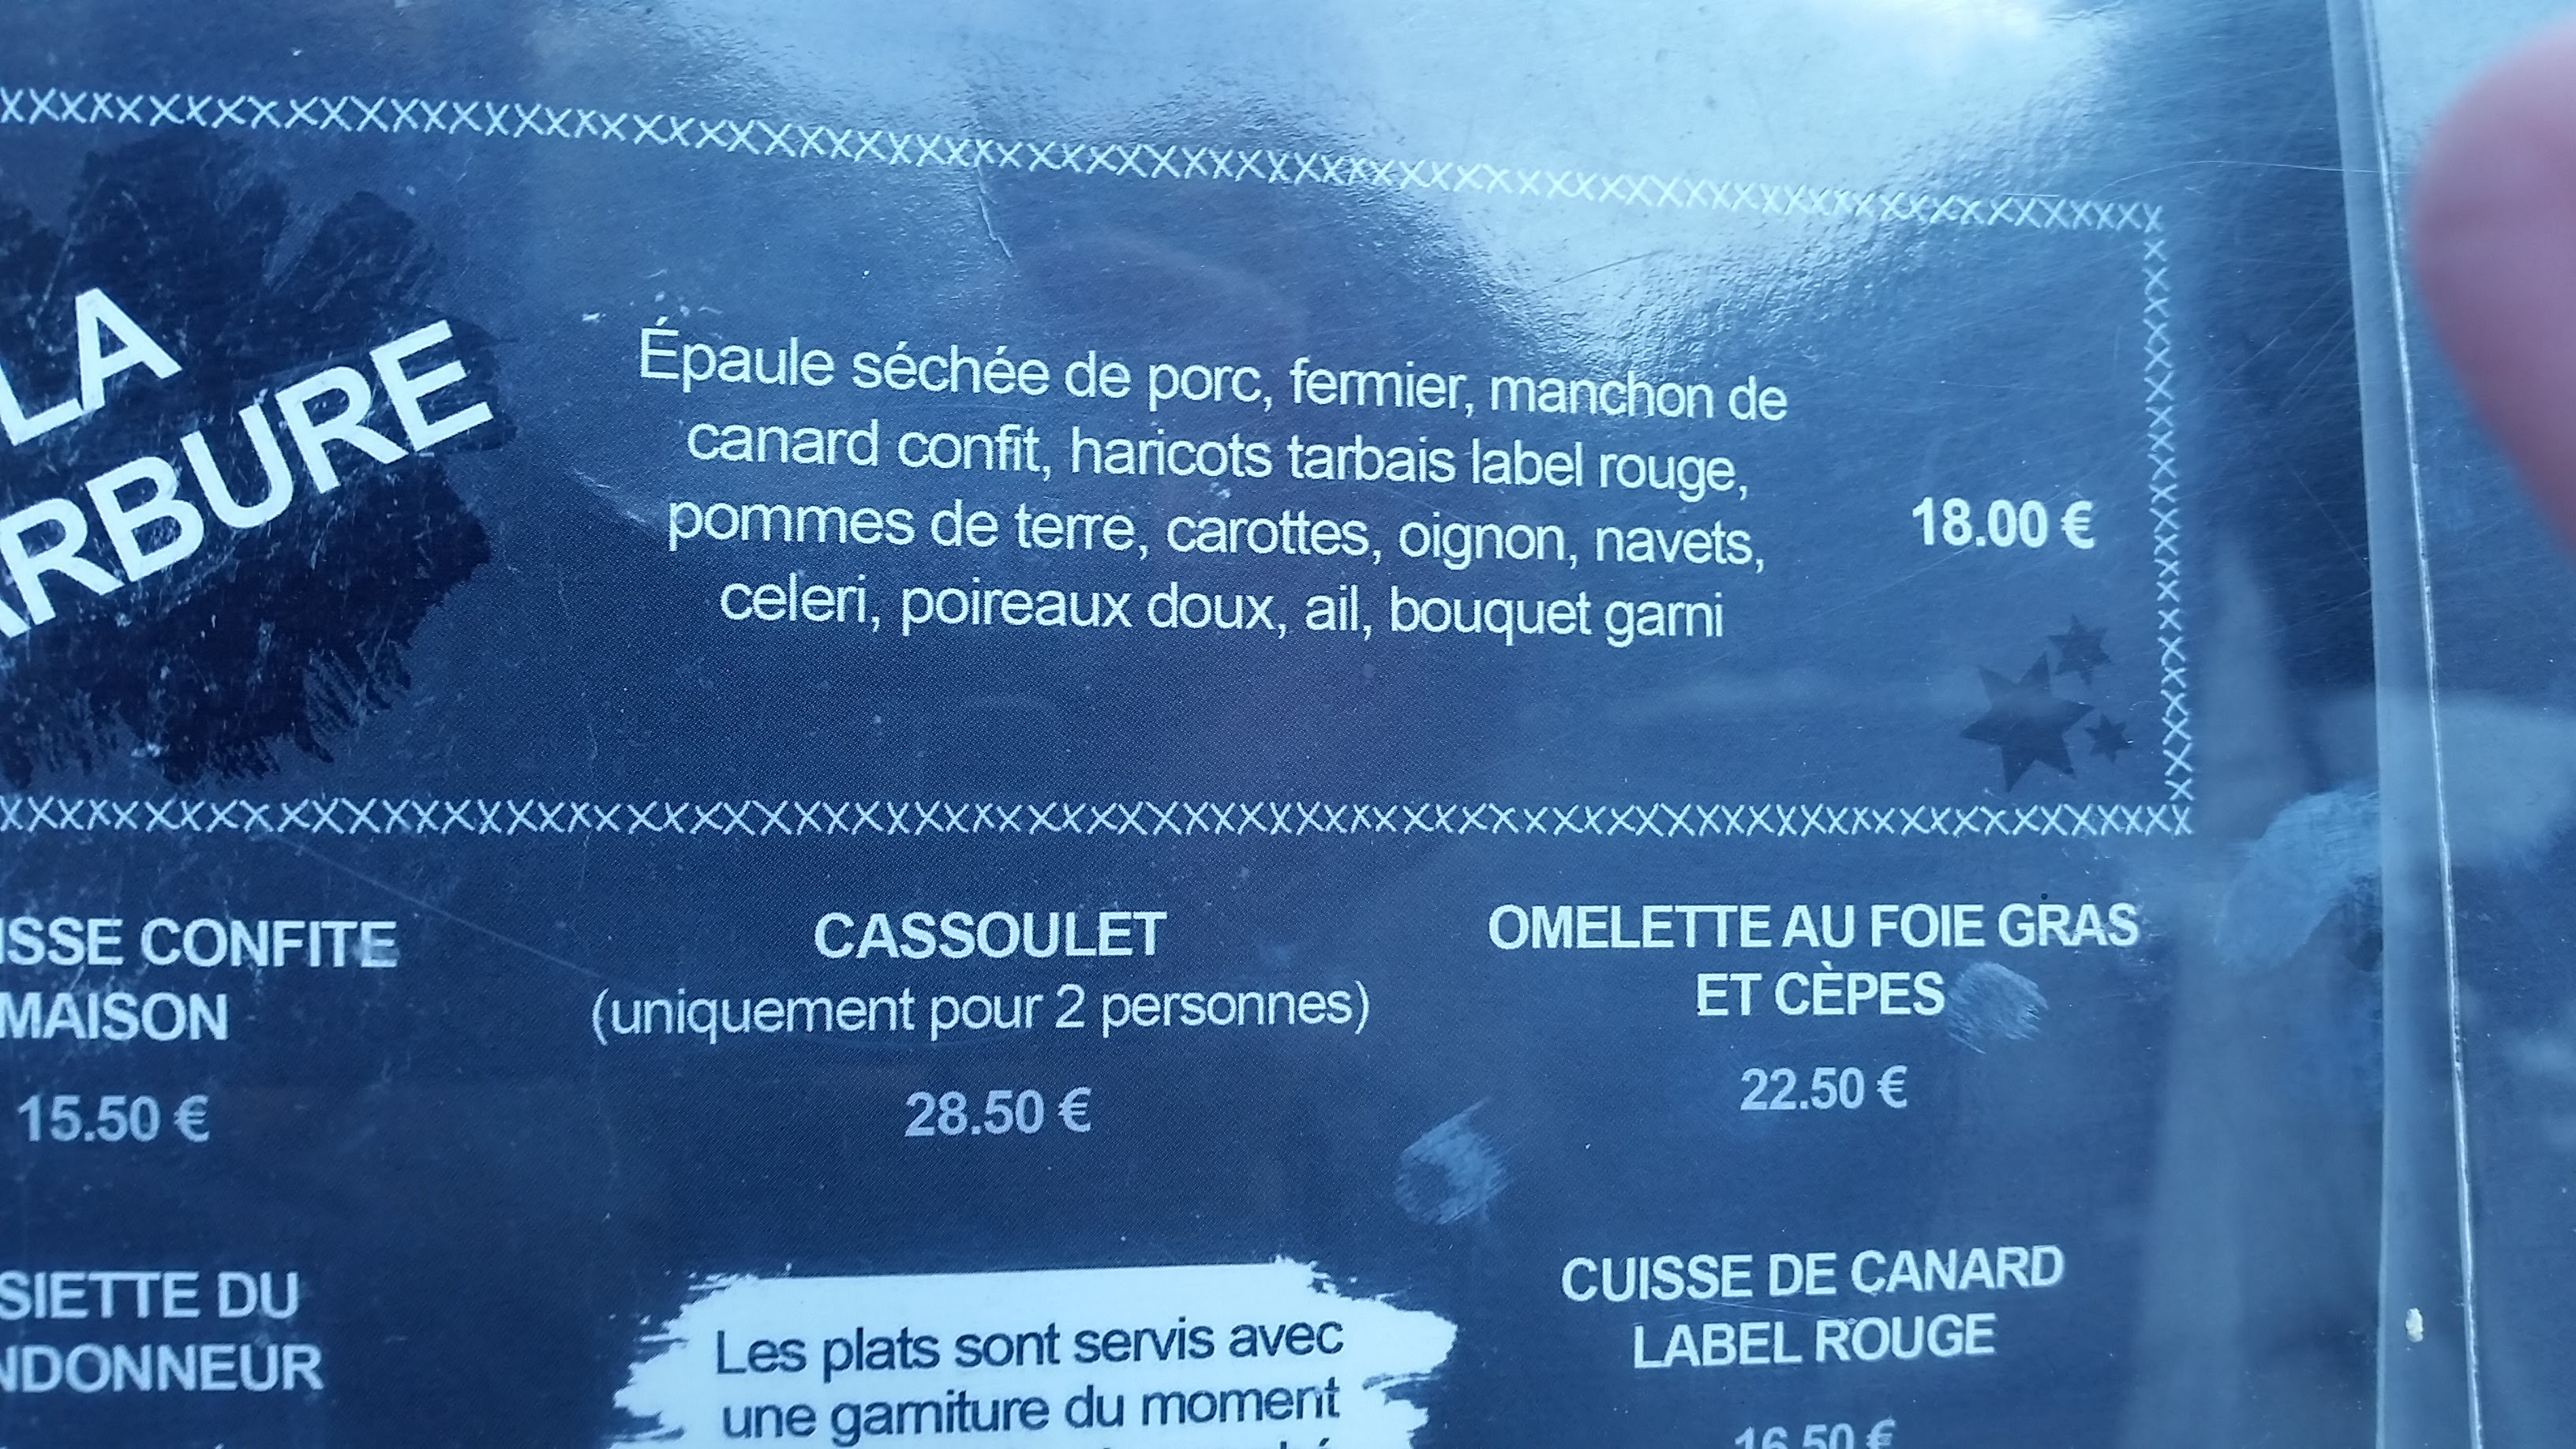 LA
ARBURE
Épaule séchée de porc, fermier, manchon de
canard confit, haricots tarbais label rouge,
pommes de terre, carottes, oignon, navets,
celeri, poireaux doux, ail, bouquet garni
18.00 €
ISSE CONFITE
MAISON
15.50 €
CASSOULET
(uniquement pour 2 personnes)
28.50 €
OMELETTE AU FOIE GRAS
ET CÈPES
22.50 €
SIETTE DU
NDONNEUR
Les plats sont servis avec
une garniture du moment
CUISSE DE CANARD
LABEL ROUGE
16.50 €